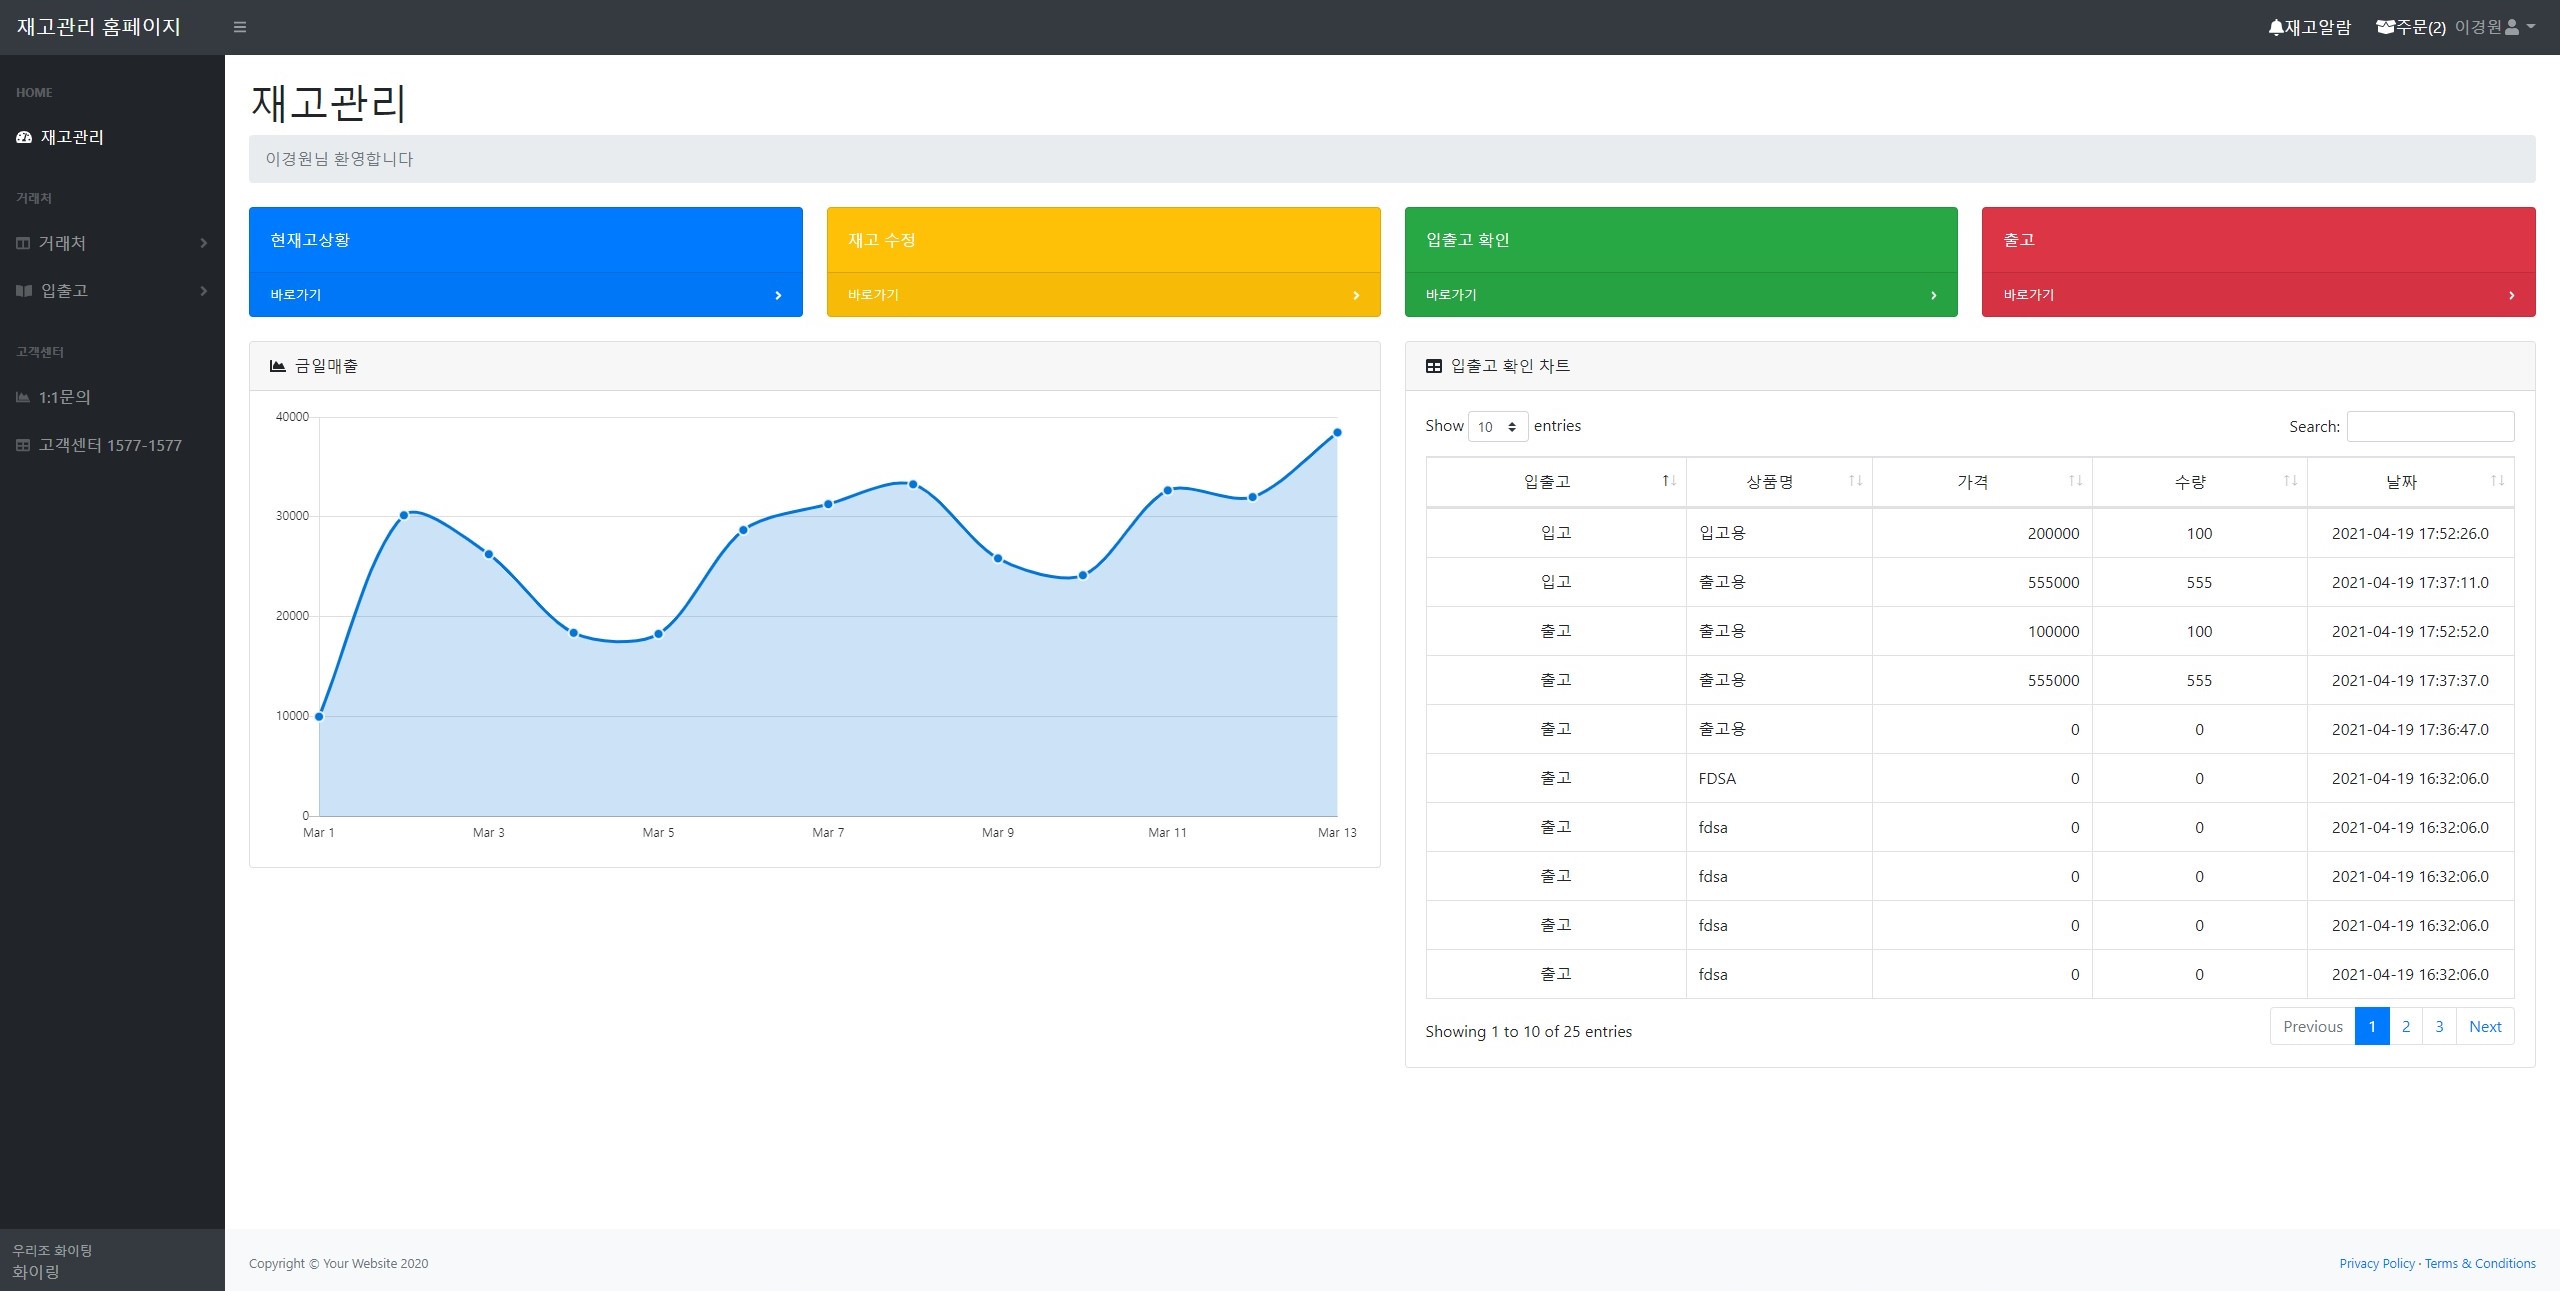 재고관리 홈페이지
재고알람 주문(2) 이경원
HOME
재고관리
거래처
거래처
입출고
고객센터
1:1문의
고객센터 1577-1577
우리조 화이팅
화이링
재고관리
이경원님 환영합니다
현재고상황
바로가기
재고 수정
바로가기
입출고 확인
바로가기
출고
바로가기
금일매출
40000
30000
20000
10000
0
Mar 1 Mar 3 Mar 5 Mar 7 Mar 9 Mar 11 Mar 13
입출고 확인 차트
Show 10 entries Search:
입출고 상품명 가격 수량 날짜
입고 입고용 200000 100 2021-04-19 17:52:26.0
입고 출고용 555000 555 2021-04-19 17:37:11.0
출고 출고용 100000 100 2021-04-19 17:52:52.0
출고 출고용 555000 555 2021-04-19 17:37:37.0
출고 출고용 0 0 2021-04-19 17:36:47.0
출고 FDSA 0 0 2021-04-19 16:32:06.0
출고 fdsa 0 0 2021-04-19 16:32:06.0
출고 fdsa 0 0 2021-04-19 16:32:06.0
출고 fdsa 0 0 2021-04-19 16:32:06.0
출고 fdsa 0 0 2021-04-19 16:32:06.0
Showing 1 to 10 of 25 entries
Previous 1 2 3 Next
Copyright © Your Website 2020
Privacy Policy · Terms & Conditions